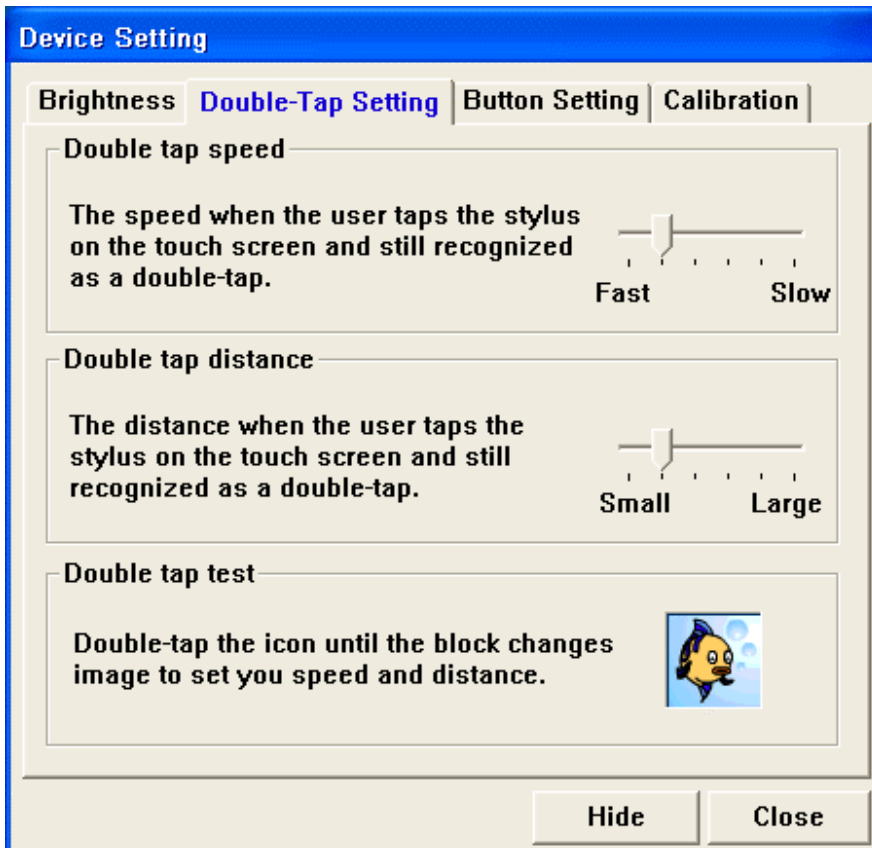 Device Setting
Brightness Double-Tap Setting Button Setting Calibration
Double tap speed
The speed when the user taps the stylus
on the touch screen and still recognized
as a double-tap.
Fast Slow
Double tap distance
The distance when the user taps the
stylus on the touch screen and still
recognized as a double-tap.
Small Large
Double tap test
Double-tap the icon until the block changes
image to set you speed and distance.
Hide Close